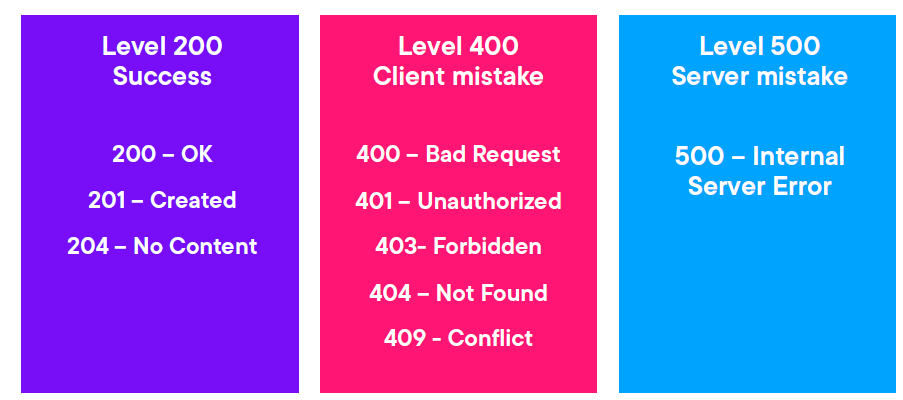 Level 200
Success
200 – OK
201 – Created
204 – No Content
Level 400
Client mistake
400 – Bad Request
401 – Unauthorized
403- Forbidden
404 – Not Found
409 - Conflict
Level 500
Server mistake
500 – Internal
Server Error